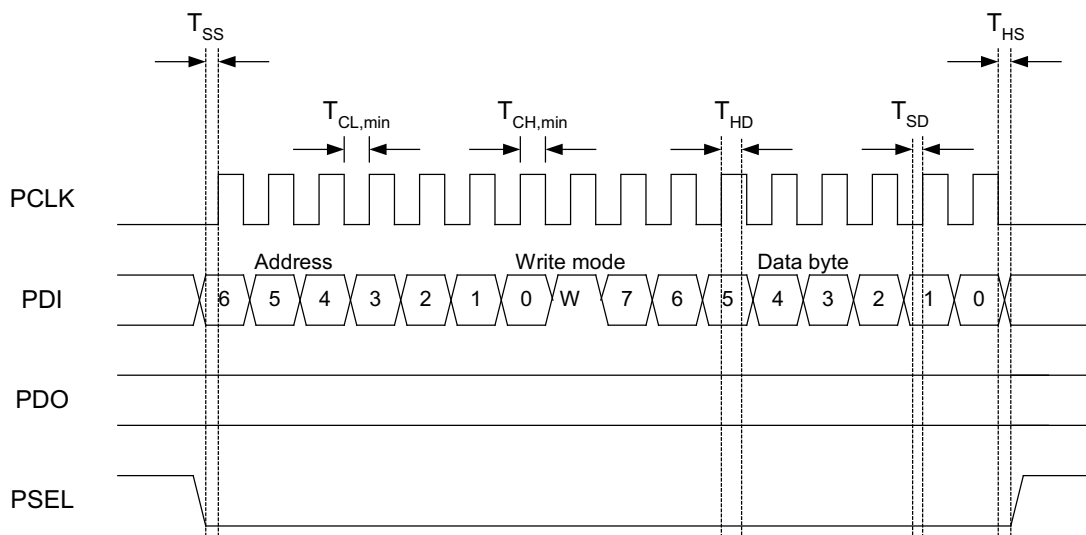 TSS THS
TCL,min TCH,min THD TSD
PCLK
Address Write mode Data byte
PDI 6 5 4 3 2 1 0 W 7 6 5 4 3 2 1 0
PDO
PSEL